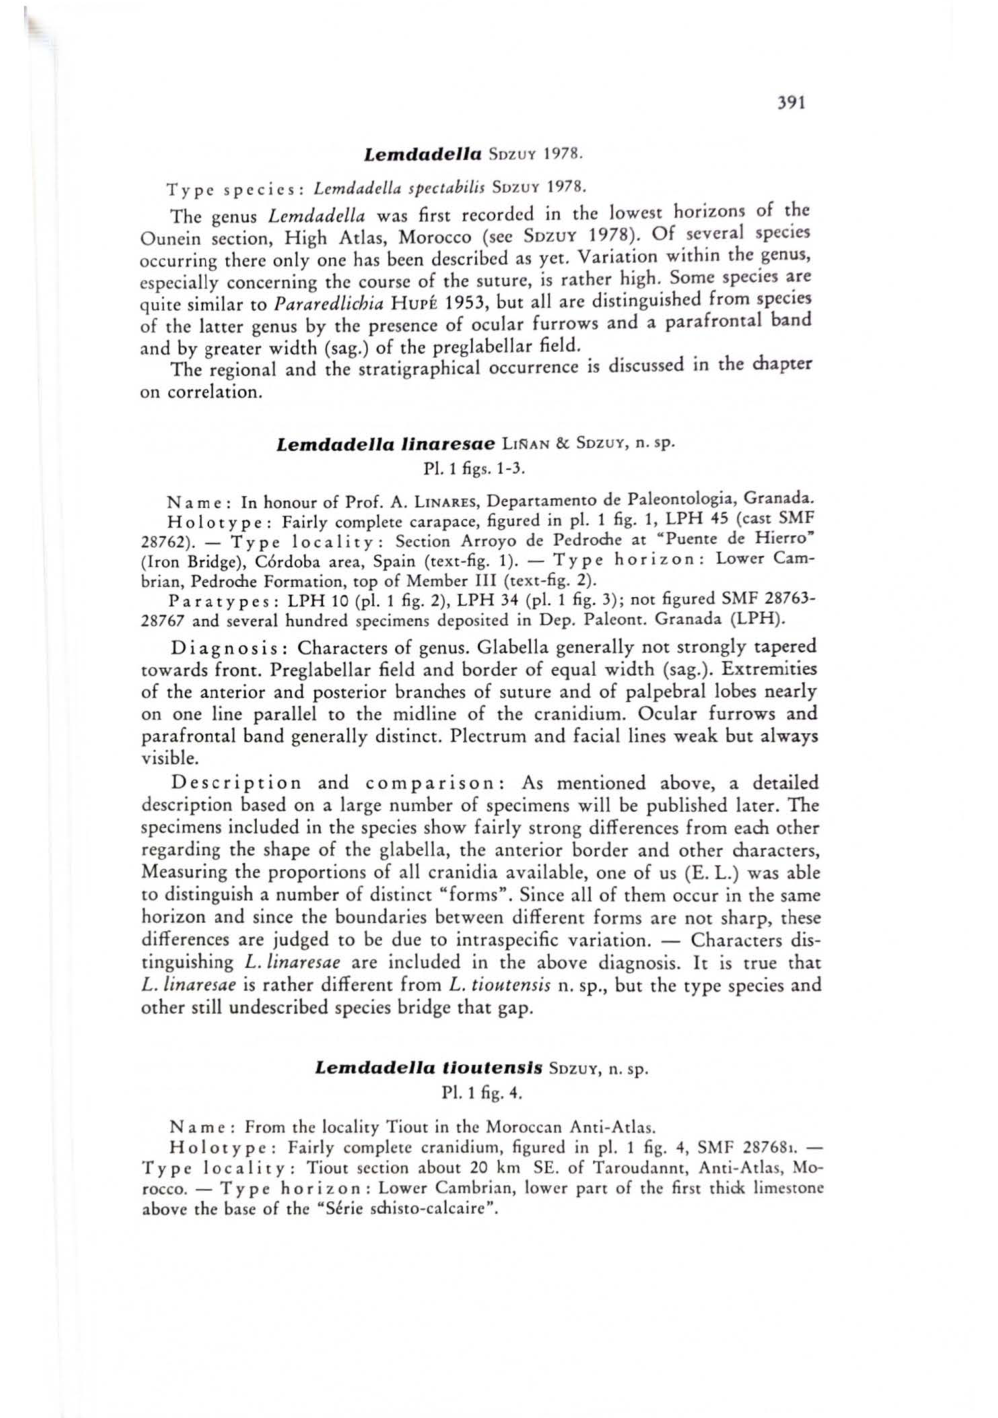 391
Lemdadella SDZUY 1978.
Type species: Lemdadella spectabilis SDZUY 1978.
The genus Lemdadella was first recorded in the lowest horizons of the
Ounein section, High Atlas, Morocco (see SDZUY 1978). Of several species
occurring there only one has been described as yet. Variation within the genus,
especially concerning the course of the suture, is rather high. Some species are
quite similar to Pararedlichia HUPÉ 1953, but all are distinguished from species
of the latter genus by the presence of ocular furrows and a parafrontal band
and by greater width (sag.) of the preglabellar field.
The regional and the stratigraphical occurrence is discussed in the chapter
on correlation.
Lemdadella linaresae LIÑAN & SDZUY, n. sp.
Pl. 1 figs. 1-3.
Name: In honour of Prof. A. LINARES, Departamento de Paleontologia, Granada.
Holotype: Fairly complete carapace, figured in pl. 1 fig. 1, LPH 45 (cast SMF
28762). — Type locality: Section Arroyo de Pedroche at "Puente de Hierro"
(Iron Bridge), Córdoba area, Spain (text-fig. 1). — Type horizon: Lower Cam-
brian, Pedroche Formation, top of Member III (text-fig. 2).
Paratypes: LPH 10 (pl. 1 fig. 2), LPH 34 (pl. 1 fig. 3); not figured SMF 28763-
28767 and several hundred specimens deposited in Dep. Paleont. Granada (LPH).
Diagnosis: Characters of genus. Glabella generally not strongly tapered
towards front. Preglabellar field and border of equal width (sag.). Extremities
of the anterior and posterior branches of suture and of palpebral lobes nearly
on one line parallel to the midline of the cranidium. Ocular furrows and
parafrontal band generally distinct. Plectrum and facial lines weak but always
visible.
Description and comparison: As mentioned above, a detailed
description based on a large number of specimens will be published later. The
specimens included in the species show fairly strong differences from each other
regarding the shape of the glabella, the anterior border and other characters,
Measuring the proportions of all cranidia available, one of us (E. L.) was able
to distinguish a number of distinct "forms". Since all of them occur in the same
horizon and since the boundaries between different forms are not sharp, these
differences are judged to be due to intraspecific variation. — Characters dis-
tinguishing L. linaresae are included in the above diagnosis. It is true that
L. linaresae is rather different from L. tioutensis n. sp., but the type species and
other still undescribed species bridge that gap.
Lemdadella tioutensis SDZUY, n. sp.
Pl. 1 fig. 4.
Name: From the locality Tiout in the Moroccan Anti-Atlas.
Holotype: Fairly complete cranidium, figured in pl. 1 fig. 4, SMF 287681. —
Type locality: Tiout section about 20 km SE. of Taroudannt, Anti-Atlas, Mo-
rocco. — Type horizon: Lower Cambrian, lower part of the first thick limestone
above the base of the "Série schisto-calcaire".